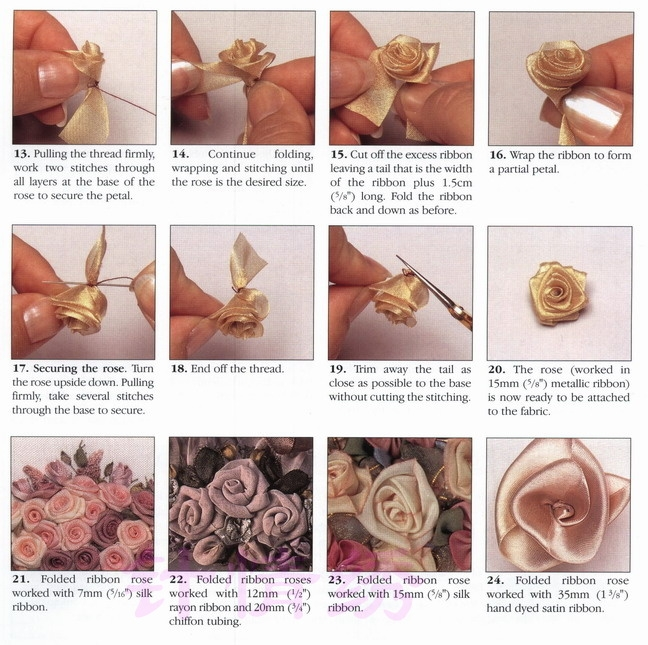 13. Pulling the thread firmly,
work two stitches through
all layers at the base of the
rose to secure the petal.
14. Continue folding,
wrapping and stitching until
the rose is the desired size.
15. Cut off the excess ribbon
leaving a tail that is the width
of the ribbon plus 1.5cm
(5/8") long. Fold the ribbon
back and down as before.
16. Wrap the ribbon to form
a partial petal.
17. Securing the rose. Turn
the rose upside down. Pulling
firmly, take several stitches
through the base to secure.
18. End off the thread.
19. Trim away the tail as
close as possible to the base
without cutting the stitching.
20. The rose (worked in
15mm (5/8") metallic ribbon)
is now ready to be attached
to the fabric.
21. Folded ribbon rose
worked with 7mm (5/16") silk
ribbon.
22. Folded ribbon roses
worked with 12mm (1/2")
rayon ribbon and 20mm (3/4")
chiffon tubing.
23. Folded ribbon rose
worked with 15mm (5/8") silk
ribbon.
24. Folded ribbon rose
worked with 35mm (1 3/8")
hand dyed satin ribbon.